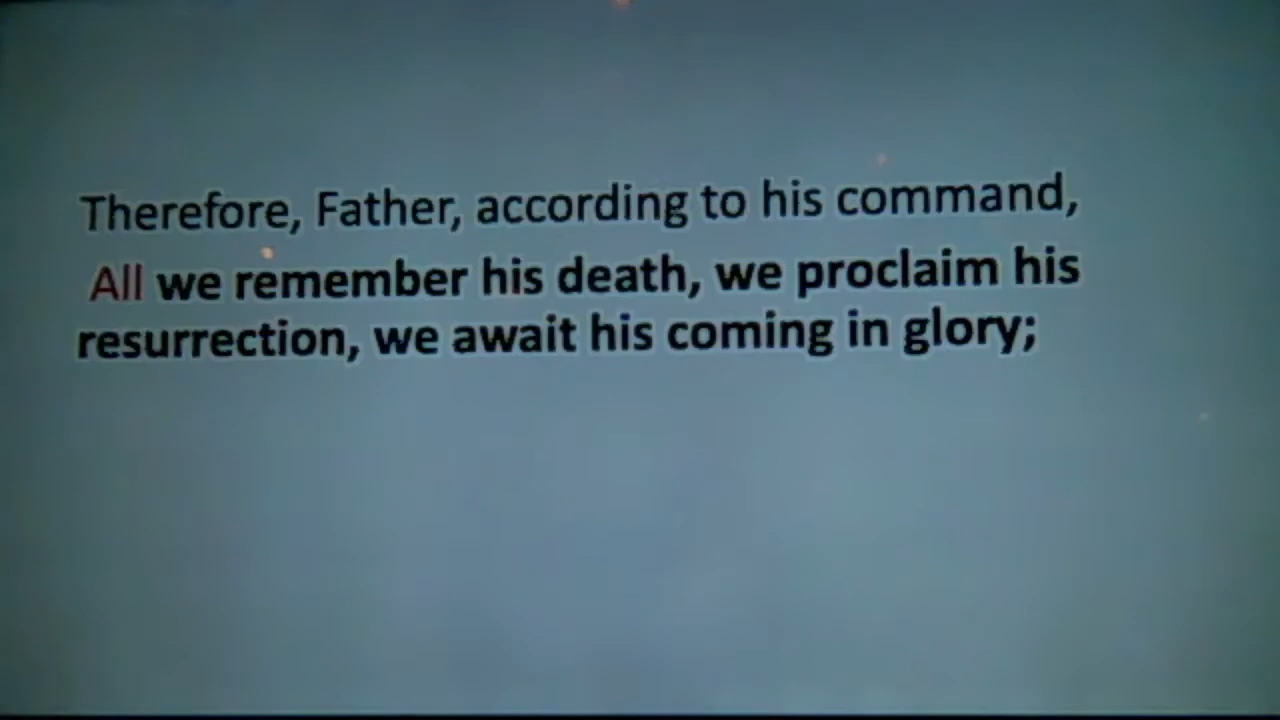 Therefore, Father, according to his command,
All we remember his death, we proclaim his
resurrection, we await his coming in glory;